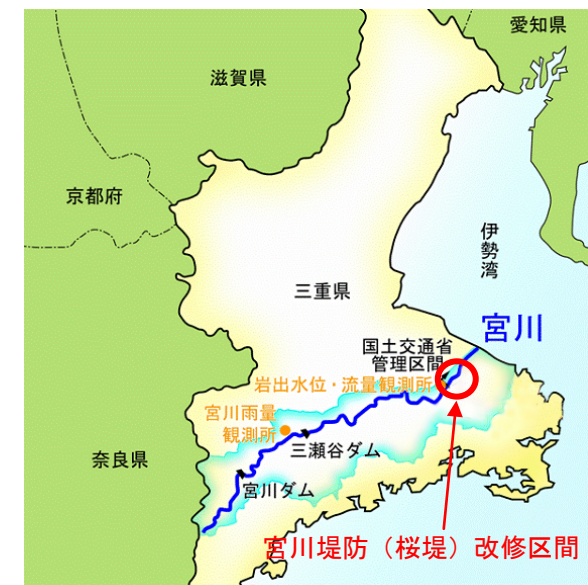 愛知県
滋賀県
京都府
伊勢湾
三重県
宮川
国土交通省
管理区間
岩出水位・流量観測所
宮川雨量
観測所
三瀬谷ダム
奈良県
宮川ダム
宮川堤防（桜堤）改修区間